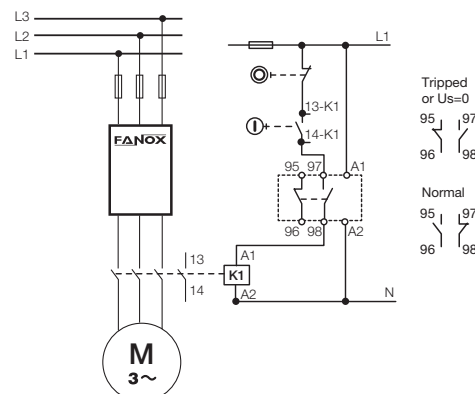 L3
L2
L1
FANOX
13
14
M
3~
L1
13-K1
14-K1
95 97 A1
96 98 A2
A1
K1
A2
N
Tripped
or Us=0
95 97
96 98
Normal
95 97
96 98